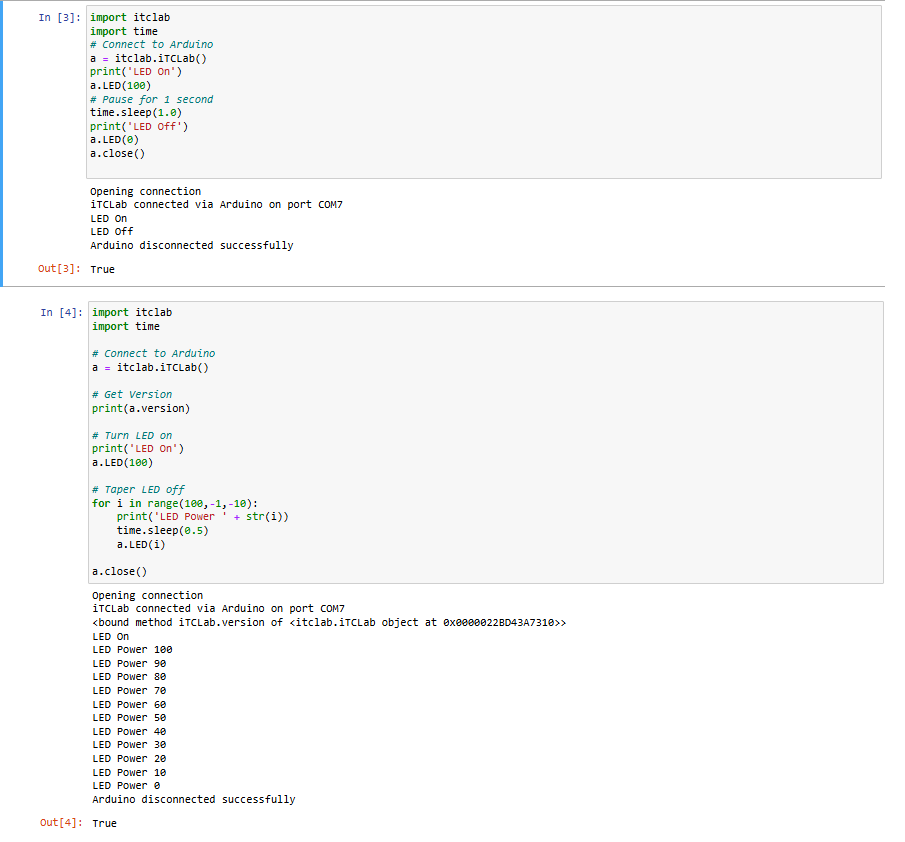 In [3]: import itclab
import time
# Connect to Arduino
a = itclab.iTCLab()
print('LED On')
a.LED(100)
# Pause for 1 second
time.sleep(1.0)
print('LED Off')
a.LED(0)
a.close()
Opening connection
iTCLab connected via Arduino on port COM7
LED On
LED Off
Arduino disconnected successfully
Out[3]: True
In [4]: import itclab
import time
# Connect to Arduino
a = itclab.iTCLab()
# Get Version
print(a.version)
# Turn LED on
print('LED On')
a.LED(100)
# Taper LED off
for i in range(100,-1,-10):
    print('LED Power ' + str(i))
    time.sleep(0.5)
    a.LED(i)
a.close()
Opening connection
iTCLab connected via Arduino on port COM7
<bound method iTCLab.version of <itclab.iTCLab object at 0x0000022BD43A7310>>
LED On
LED Power 100
LED Power 90
LED Power 80
LED Power 70
LED Power 60
LED Power 50
LED Power 40
LED Power 30
LED Power 20
LED Power 10
LED Power 0
Arduino disconnected successfully
Out[4]: True